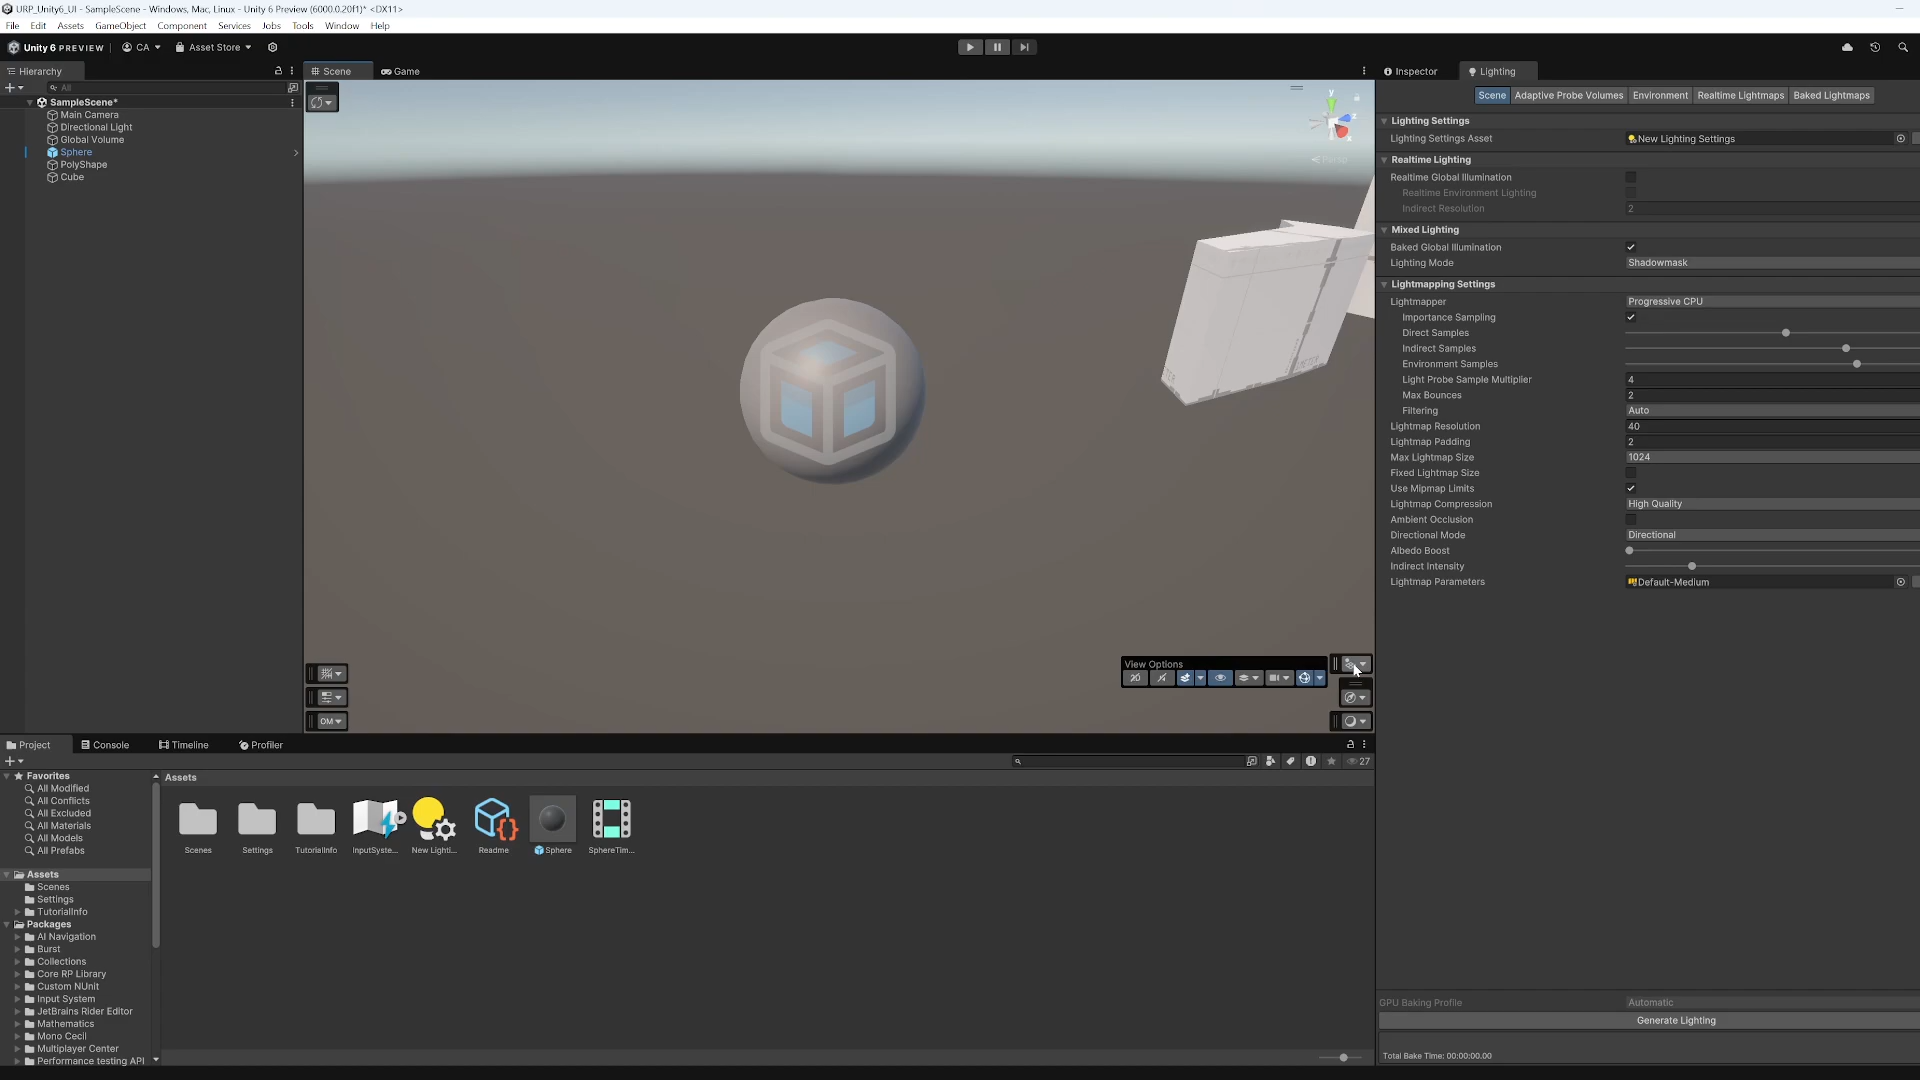 URP_Unity6_UI - SampleScene* - Windows, Mac, Linux - Unity 6 Preview (6000.0.20f1)* <DX11>
File Edit Assets GameObject Component Services Jobs Tools Window Help
Unity 6 PREVIEW CA Asset Store
Hierarchy
All
SampleScene*
Main Camera
Directional Light
Global Volume
Sphere
PolyShape
Cube
Scene Game
y
z
x
Persp
View Options
2D
OM
Inspector Lighting
Scene Adaptive Probe Volumes Environment Realtime Lightmaps Baked Lightmaps
Lighting Settings
Lighting Settings Asset New Lighting Settings
Realtime Lighting
Realtime Global Illumination
Realtime Environment Lighting
Indirect Resolution 2
Mixed Lighting
Baked Global Illumination
Lighting Mode Shadowmask
Lightmapping Settings
Lightmapper Progressive CPU
Importance Sampling
Direct Samples
Indirect Samples
Environment Samples
Light Probe Sample Multiplier 4
Max Bounces 2
Filtering Auto
Lightmap Resolution 40
Lightmap Padding 2
Max Lightmap Size 1024
Fixed Lightmap Size
Use Mipmap Limits
Lightmap Compression High Quality
Ambient Occlusion
Directional Mode Directional
Albedo Boost
Indirect Intensity
Lightmap Parameters Default-Medium
GPU Baking Profile Automatic
Generate Lighting
Total Bake Time: 00:00:00.00
Project Console Timeline Profiler
27
Favorites
All Modified
All Conflicts
All Excluded
All Materials
All Models
All Prefabs
Assets
Scenes
Settings
TutorialInfo
Packages
AI Navigation
Burst
Collections
Core RP Library
Custom NUnit
Input System
JetBrains Rider Editor
Mathematics
Mono Cecil
Multiplayer Center
Performance testing API
Assets
Scenes Settings TutorialInfo InputSyste... New Lighti... Readme Sphere SphereTim...